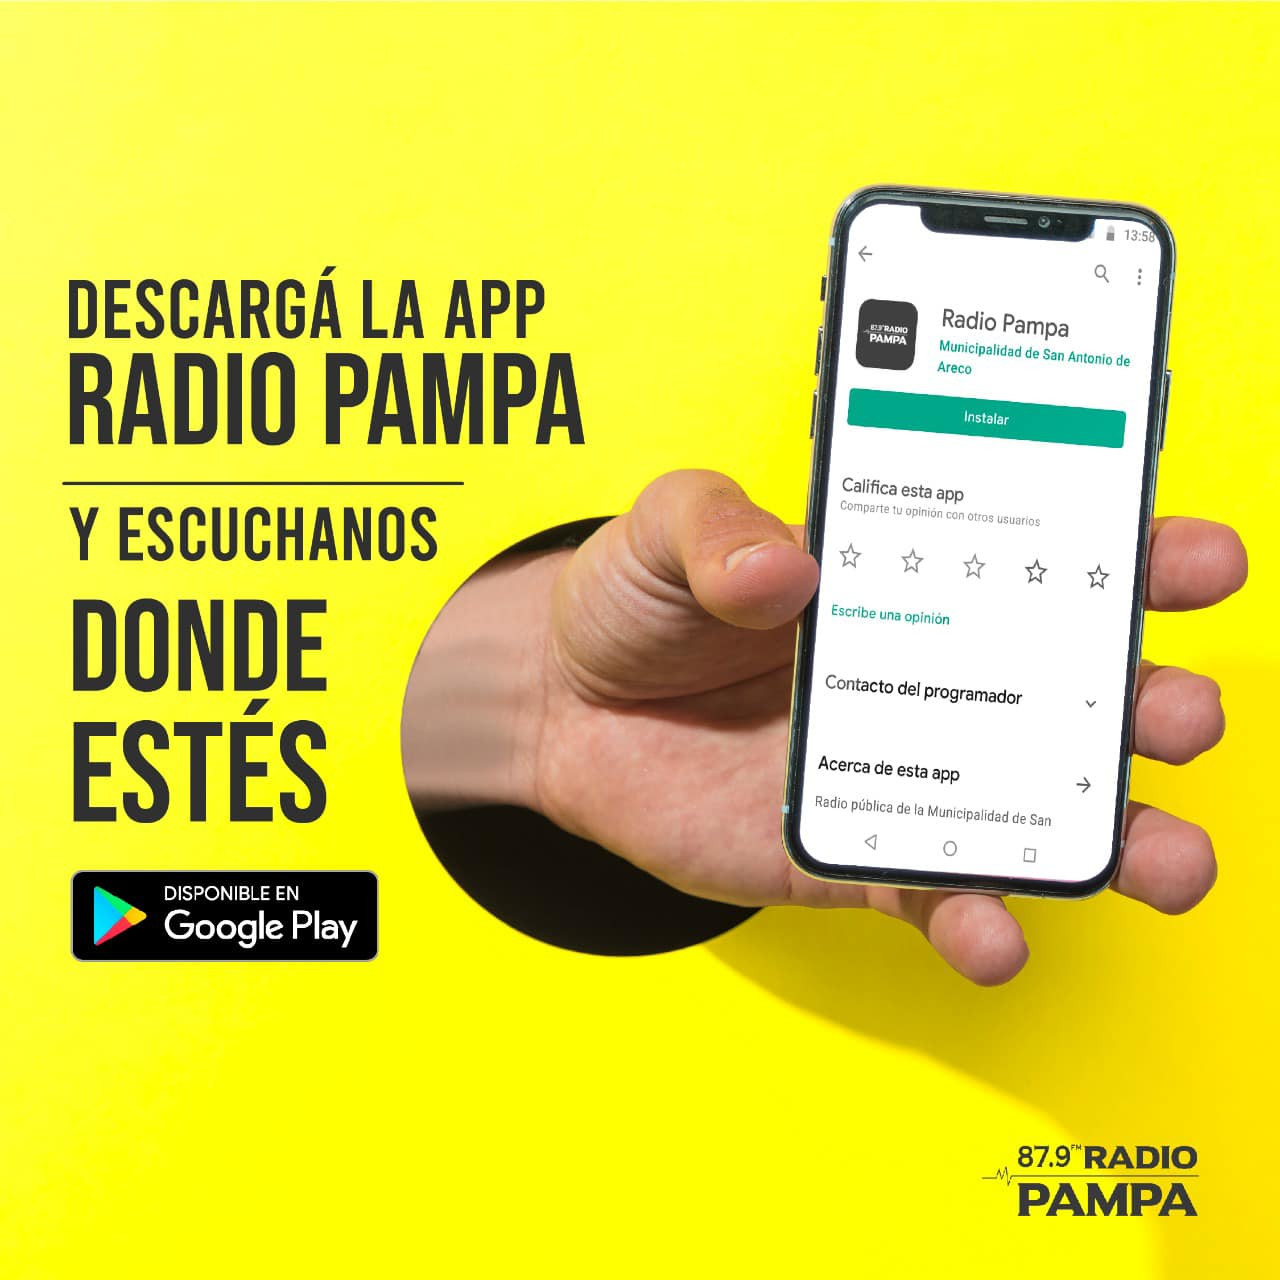 DESCARGÁ LA APP
RADIO PAMPA
Y ESCUCHANOS
DONDE
ESTÉS
DISPONIBLE EN
Google Play
13:58
87.9 FM RADIO
PAMPA
Radio Pampa
Municipalidad de San Antonio de
Areco
Instalar
Califica esta app
Comparte tu opinión con otros usuarios
Escribe una opinión
Contacto del programador
Acerca de esta app
Radio pública de la Municipalidad de San
87.9 FM RADIO
PAMPA